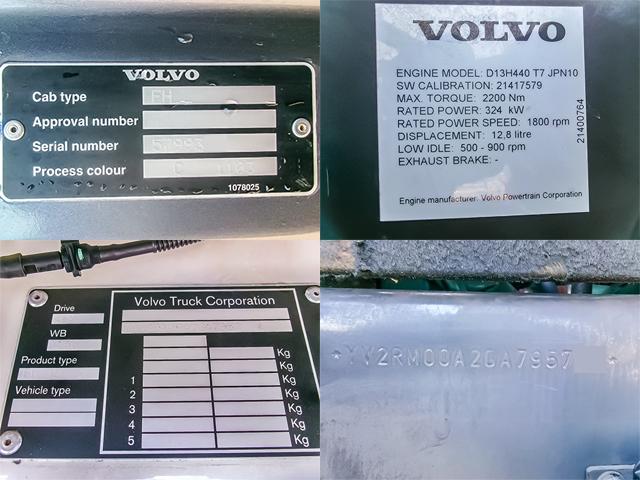 VOLVO
Cab type FH
Approval number
Serial number
Process colour C 1163
1078025
VOLVO
ENGINE MODEL: D13H440 T7 JPN10
SW CALIBRATION: 21417579
MAX. TORQUE: 2200 Nm
RATED POWER: 324 kW
RATED POWER SPEED: 1800 rpm
DISPLACEMENT: 12,8 litre
LOW IDLE: 500 - 900 rpm
EXHAUST BRAKE: -
21400764
Engine manufacturer: Volvo Powertrain Corporation
Drive
WB
Product type
Vehicle type
Volvo Truck Corporation
Kg
Kg
1 Kg
2 Kg
3 Kg
4 Kg
5 Kg
YV2RM00A2GA7957